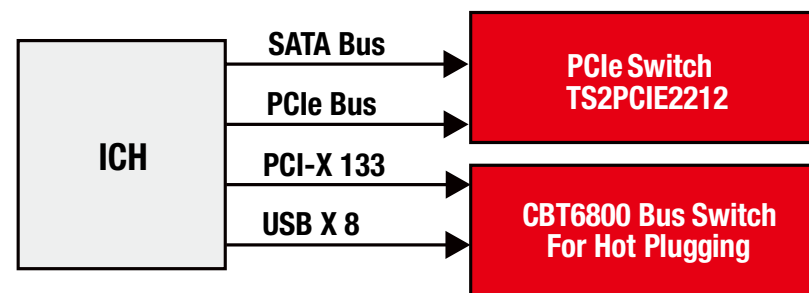 ICH
SATA Bus
PCIe Bus
PCI-X 133
USB X 8
PCIe Switch
TS2PCIE2212
CBT6800 Bus Switch
For Hot Plugging